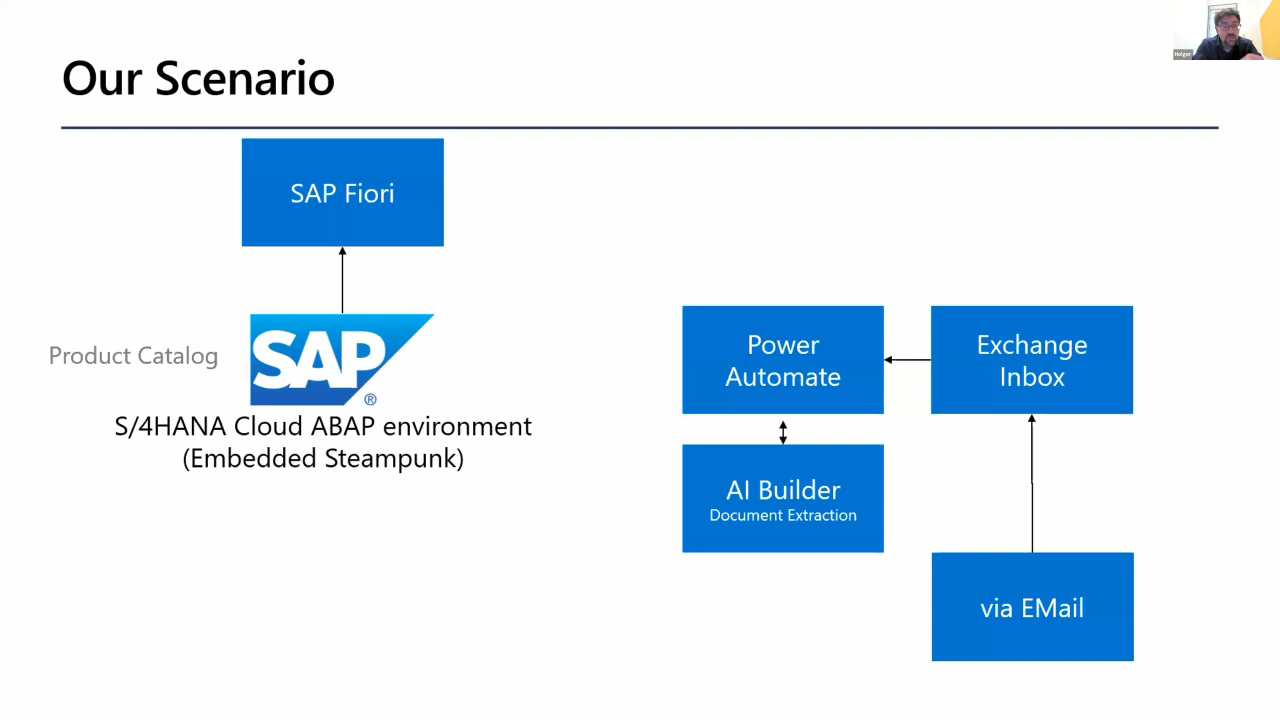 Our Scenario
Holger
SAP Fiori
Product Catalog
SAP
®
S/4HANA Cloud ABAP environment
(Embedded Steampunk)
Power
Automate
Exchange
Inbox
AI Builder
Document Extraction
via EMail